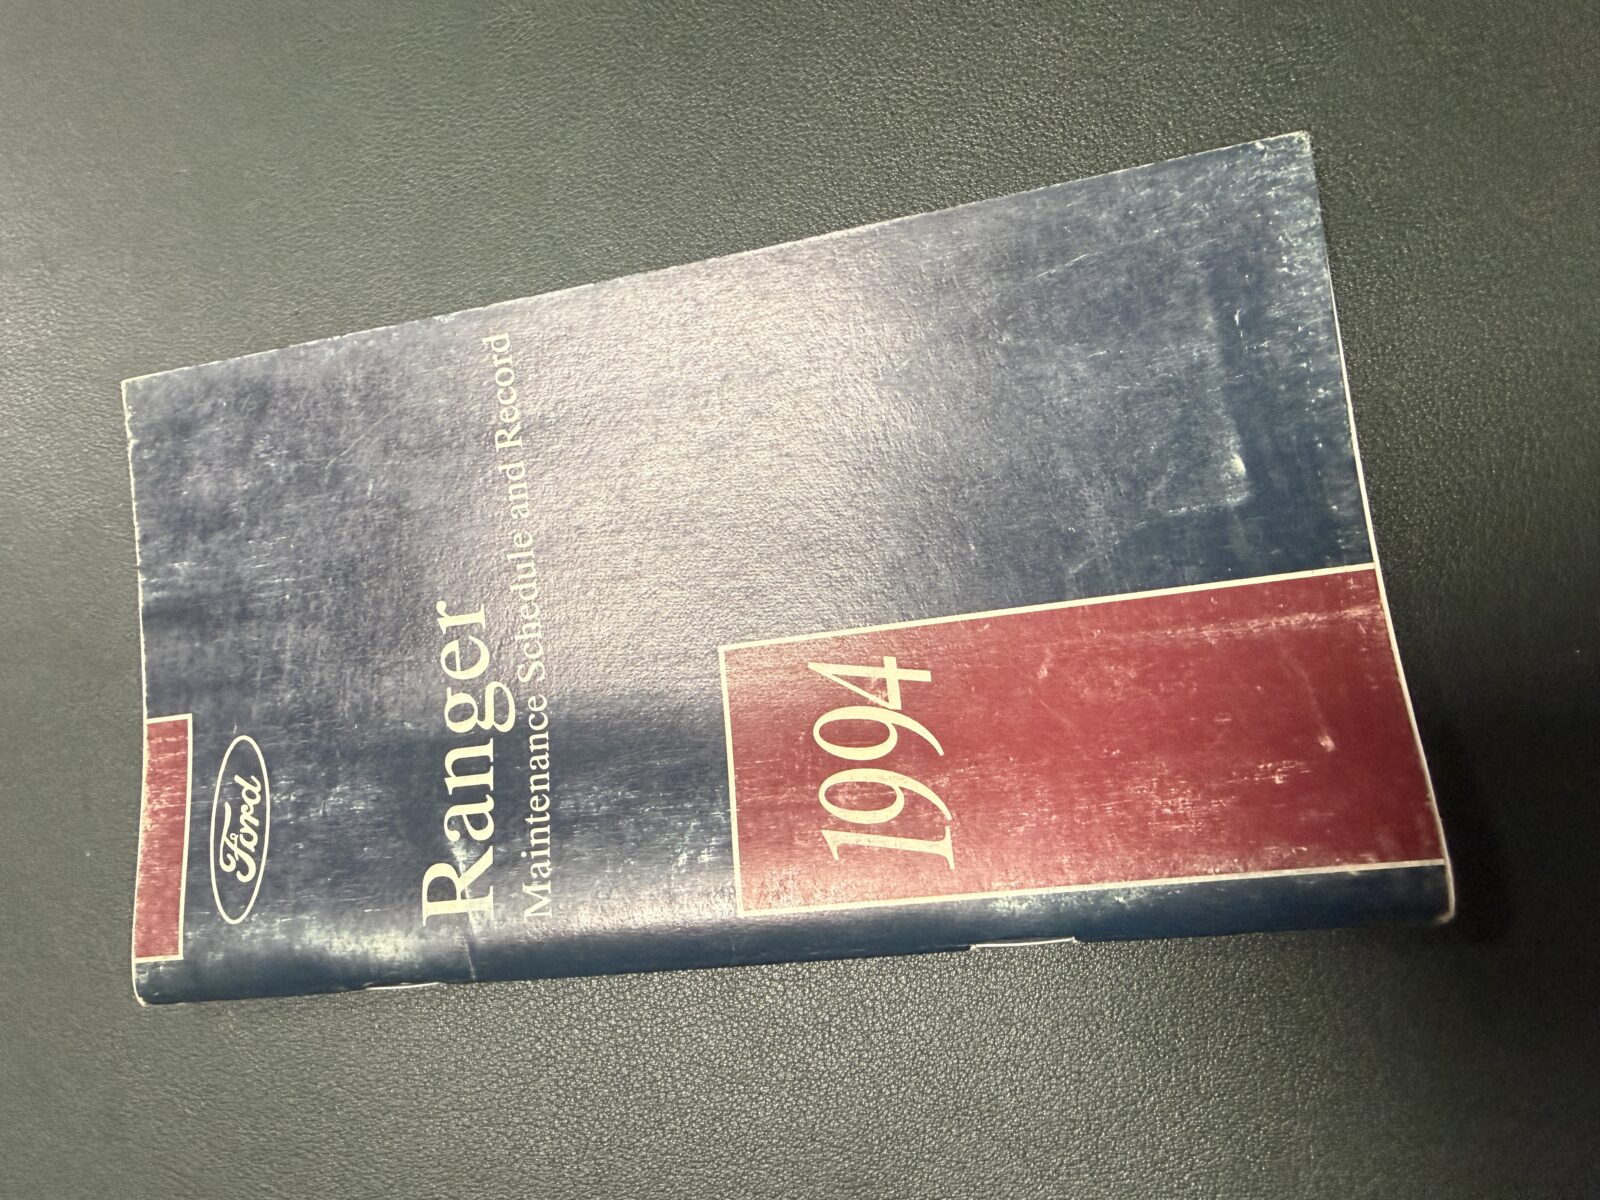 Ford
Ranger
Maintenance Schedule and Record
1994